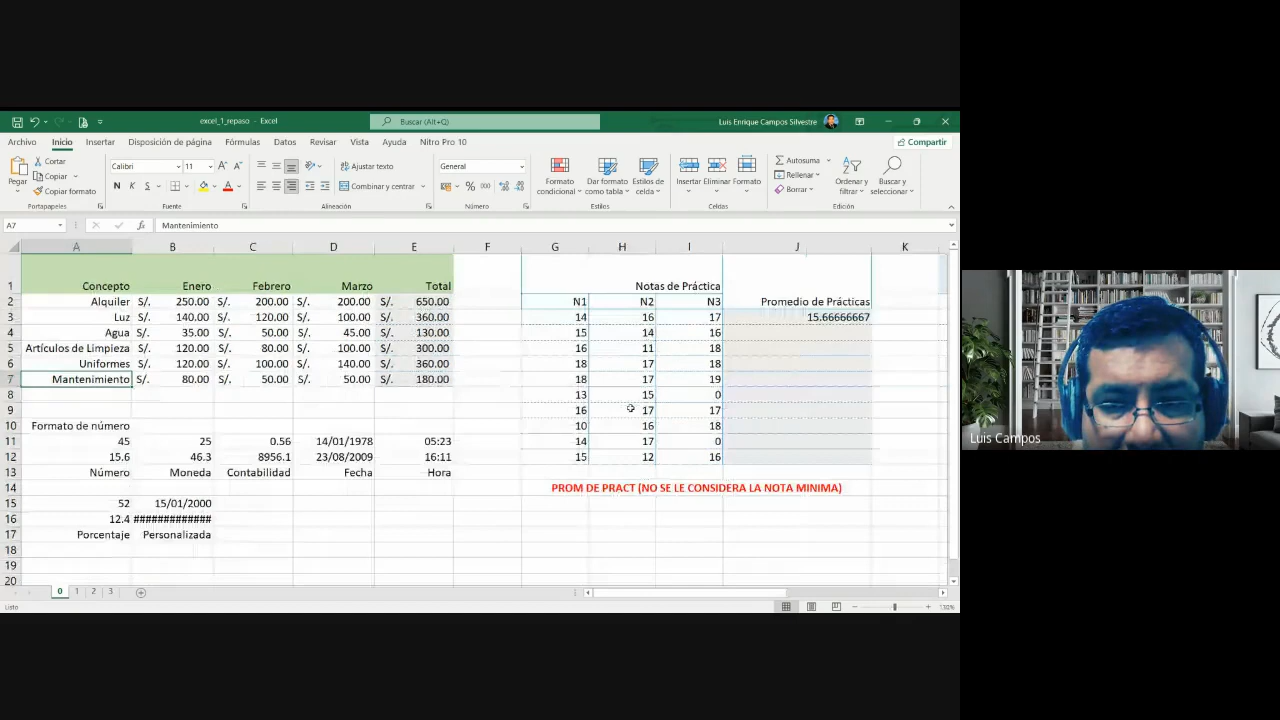 excel_1_repaso - Excel
Buscar (Alt+Q)
Luis Enrique Campos Silvestre
Archivo Inicio Insertar Disposición de página Fórmulas Datos Revisar Vista Ayuda Nitro Pro 10
Compartir
Pegar
Cortar
Copiar
Copiar formato
Portapapeles
Calibri 11
N K S
Fuente
Ajustar texto
Combinar y centrar
Alineación
General
% 000
Número
Formato condicional
Dar formato como tabla
Estilos de celda
Estilos
Insertar Eliminar Formato
Celdas
Autosuma
Rellenar
Borrar
Ordenar y filtrar
Buscar y seleccionar
Edición
A7 fx Mantenimiento
A B C D E F G H I J K
1 Concepto Enero Febrero Marzo Total Notas de Práctica
2 Alquiler S/. 250.00 S/. 200.00 S/. 200.00 S/. 650.00 N1 N2 N3 Promedio de Prácticas
3 Luz S/. 140.00 S/. 120.00 S/. 100.00 S/. 360.00 14 16 17 15.66666667
4 Agua S/. 35.00 S/. 50.00 S/. 45.00 S/. 130.00 15 14 16
5 Artículos de Limpieza S/. 120.00 S/. 80.00 S/. 100.00 S/. 300.00 16 11 18
6 Uniformes S/. 120.00 S/. 100.00 S/. 140.00 S/. 360.00 18 17 18
7 Mantenimiento S/. 80.00 S/. 50.00 S/. 50.00 S/. 180.00 18 17 19
8 13 15 0
9 16 17 17
10 Formato de número 10 16 18
11 45 25 0.56 14/01/1978 05:23 14 17 0
12 15.6 46.3 8956.1 23/08/2009 16:11 15 12 16
13 Número Moneda Contabilidad Fecha Hora
14 PROM DE PRACT (NO SE LE CONSIDERA LA NOTA MINIMA)
15 52 15/01/2000
16 12.4 #############
17 Porcentaje Personalizada
18
19
20
0 1 2 3
Listo
130%
Luis Campos